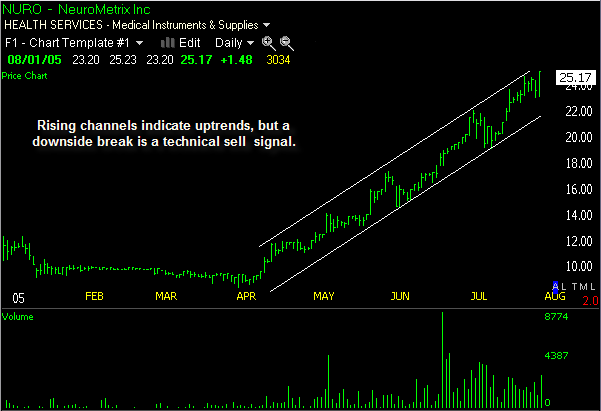 NURO - NeuroMetrix Inc
HEALTH SERVICES - Medical Instruments & Supplies
F1 - Chart Template #1 Edit Daily
08/01/05 23.20 25.23 23.20 25.17 +1.48 3034
Price Chart
25.17
24.00
Rising channels indicate uptrends, but a
downside break is a technical sell signal.
22.00
20.00
18.00
16.00
14.00
12.00
10.00
A L T M L
05 FEB MAR APR MAY JUN JUL AUG
2.0
Volume
8774
4387
0